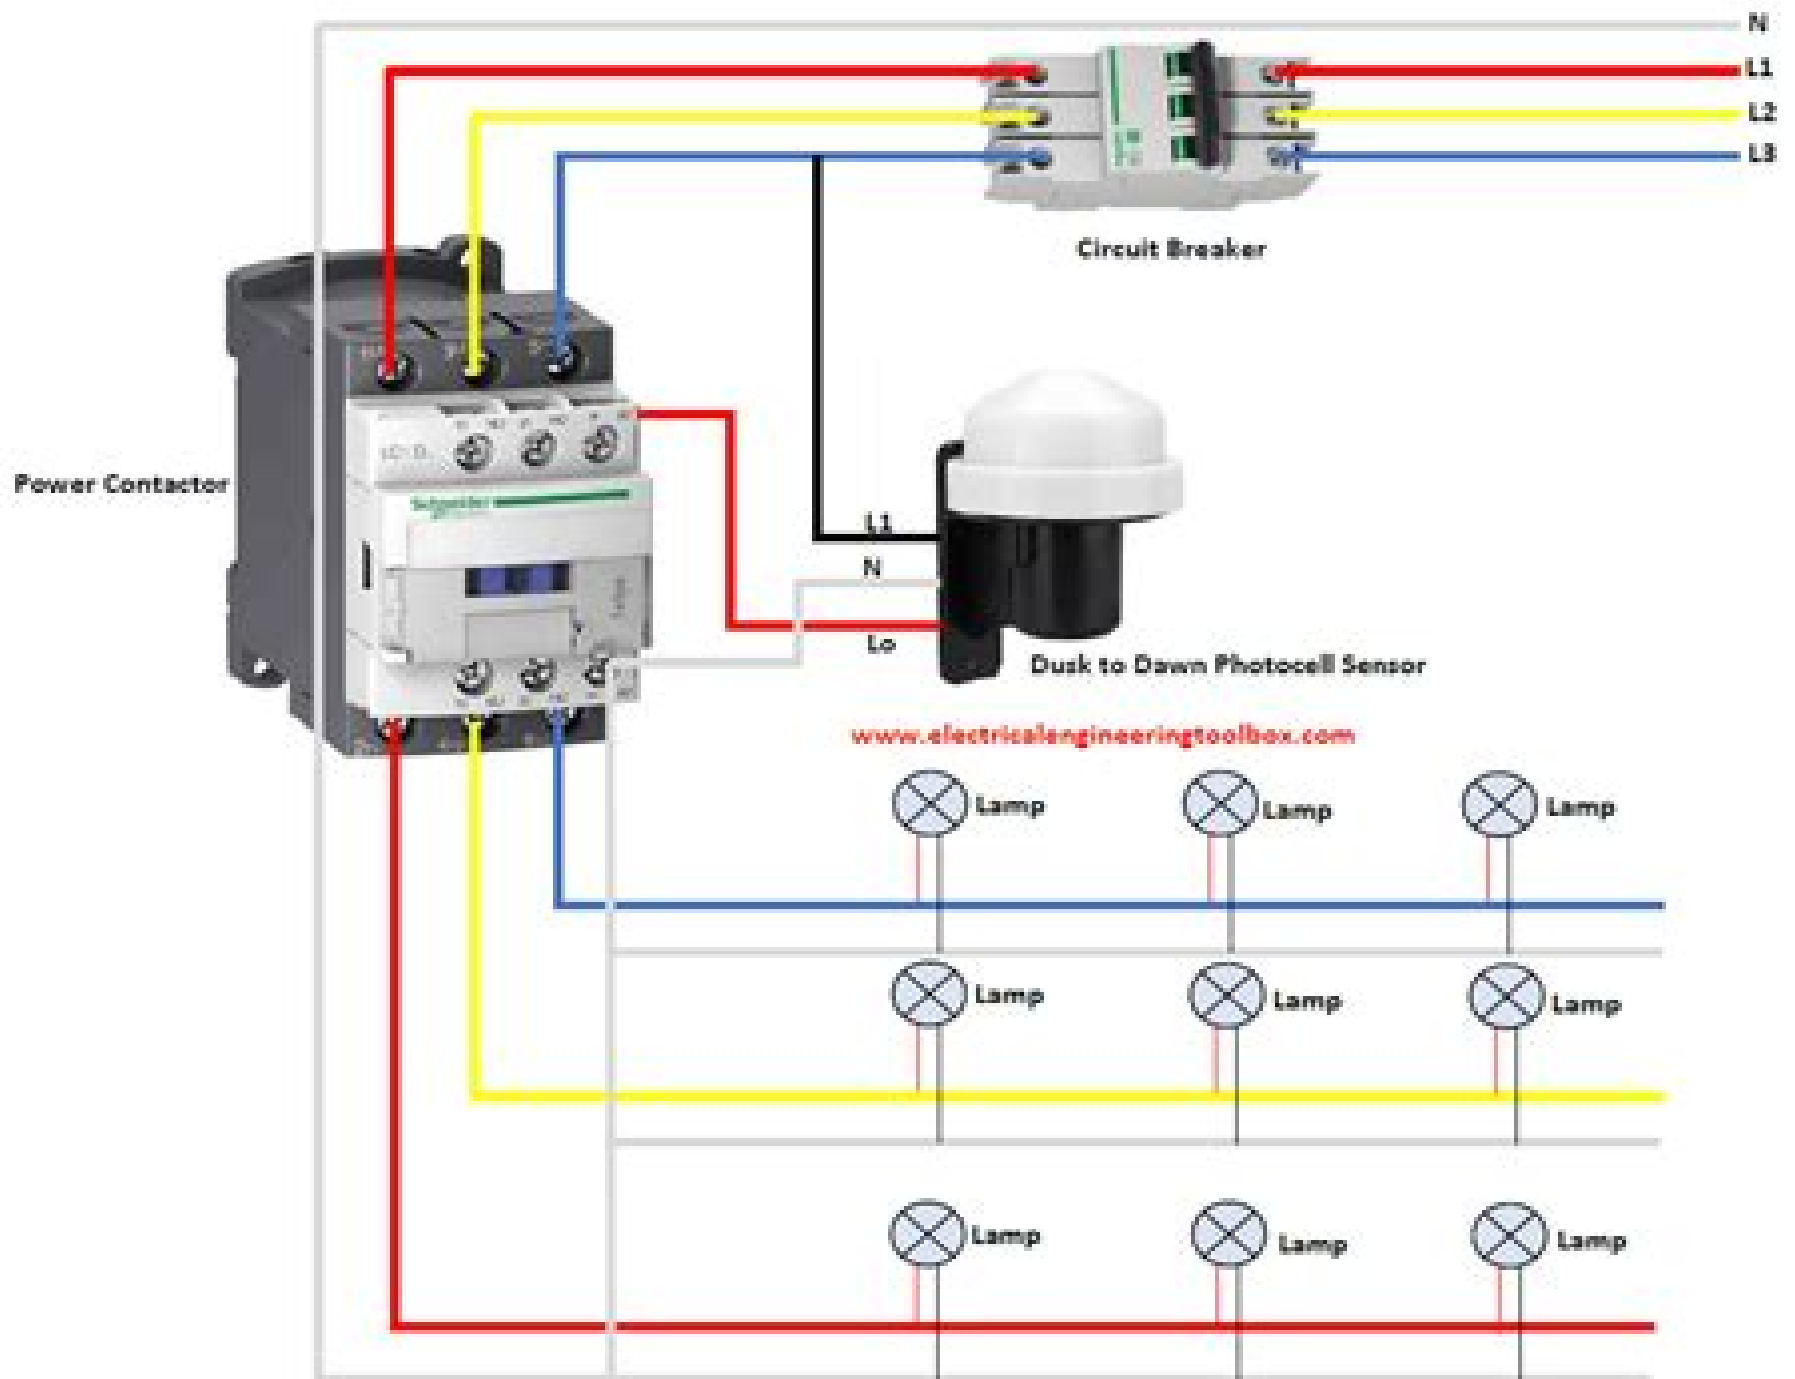 N
L1
L2
L3
Circuit Breaker
Power Contactor
Schneider
L1
N
Lo
Dusk to Dawn Photocell Sensor
www.electricalengineeringtoolbox.com
Lamp
Lamp
Lamp
Lamp
Lamp
Lamp
Lamp
Lamp
Lamp